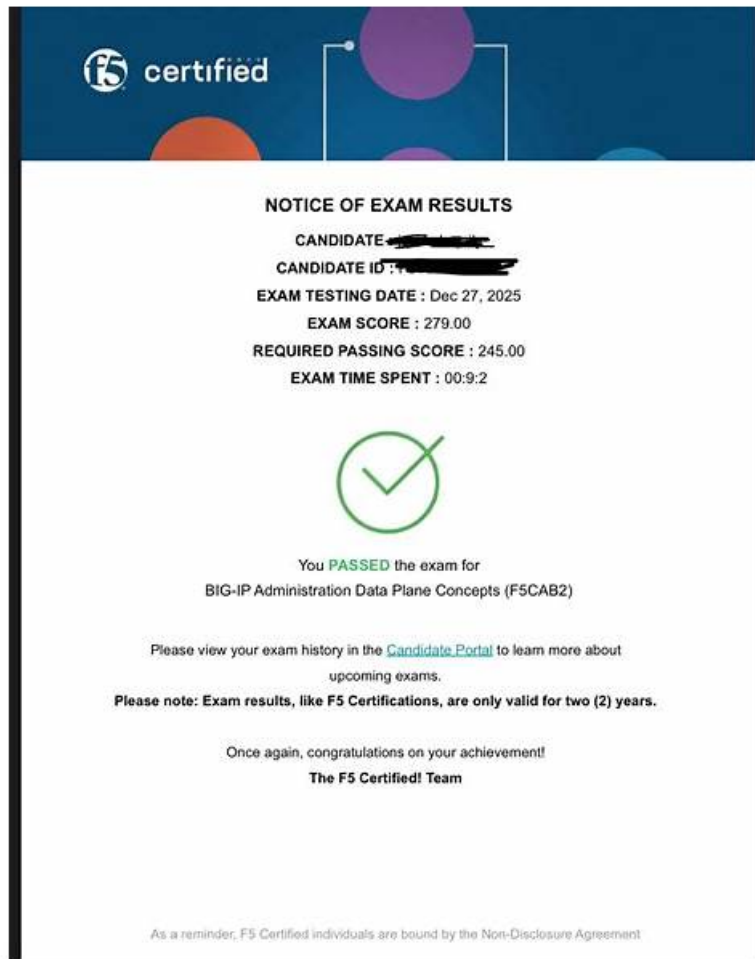 f5 certified
NOTICE OF EXAM RESULTS
CANDIDATE
CANDIDATE ID :
EXAM TESTING DATE : Dec 27, 2025
EXAM SCORE : 279.00
REQUIRED PASSING SCORE : 245.00
EXAM TIME SPENT : 00:9:2
You PASSED the exam for
BIG-IP Administration Data Plane Concepts (F5CAB2)
Please view your exam history in the Candidate Portal to learn more about
upcoming exams.
Please note: Exam results, like F5 Certifications, are only valid for two (2) years.
Once again, congratulations on your achievement!
The F5 Certified! Team
As a reminder, F5 Certified individuals are bound by the Non-Disclosure Agreement